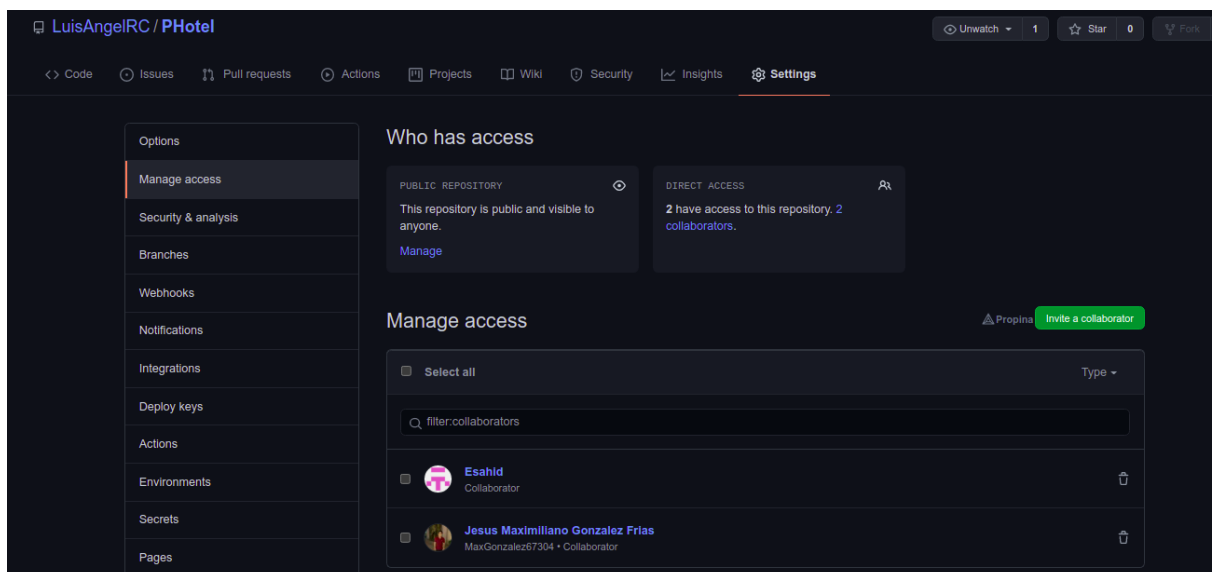 LuisAngelRC / PHotel
Unwatch 1 Star 0 Fork
Code Issues Pull requests Actions Projects Wiki Security Insights Settings
Options
Manage access
Security & analysis
Branches
Webhooks
Notifications
Integrations
Deploy keys
Actions
Environments
Secrets
Pages
Who has access
PUBLIC REPOSITORY
This repository is public and visible to
anyone.
Manage
DIRECT ACCESS
2 have access to this repository. 2
collaborators.
Manage access
Propina Invite a collaborator
Select all Type
filter:collaborators
Esahid
Collaborator
Jesus Maximiliano Gonzalez Frias
MaxGonzalez67304 • Collaborator